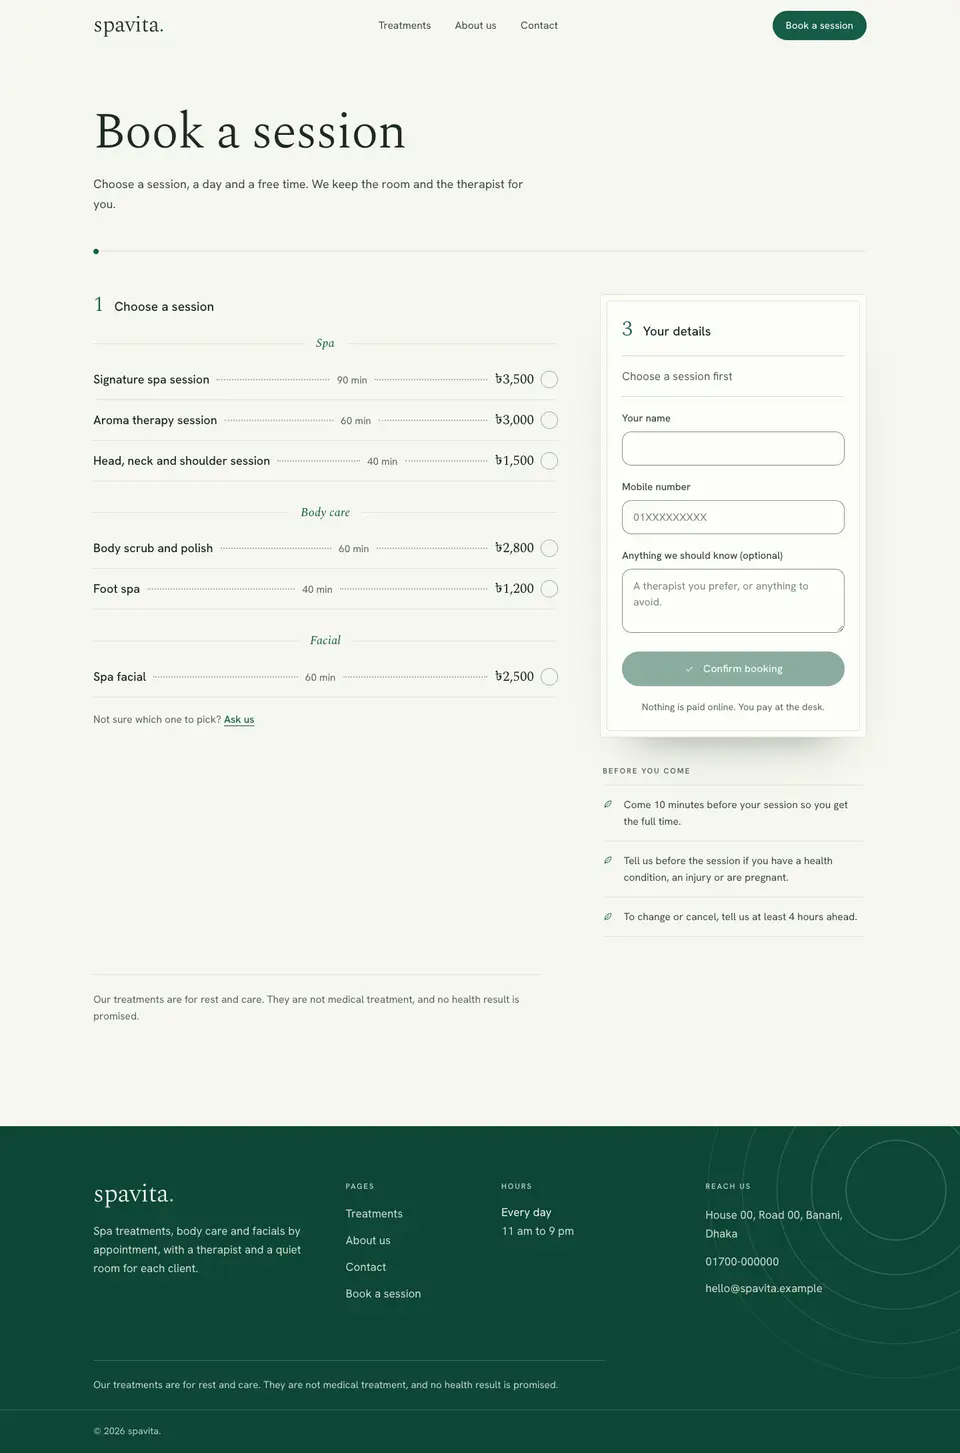 spavita.
Treatments
About us
Contact
Book a session
Book a session
Choose a session, a day and a free time. We keep the room and the therapist for
you.
1 Choose a session
Spa
Signature spa session 90 min ৳3,500
Aroma therapy session 60 min ৳3,000
Head, neck and shoulder session 40 min ৳1,500
Body care
Body scrub and polish 60 min ৳2,800
Foot spa 40 min ৳1,200
Facial
Spa facial 60 min ৳2,500
Not sure which one to pick? Ask us
3 Your details
Choose a session first
Your name
Mobile number
01XXXXXXXXX
Anything we should know (optional)
A therapist you prefer, or anything to
avoid.
Confirm booking
Nothing is paid online. You pay at the desk.
BEFORE YOU COME
Come 10 minutes before your session so you get
the full time.
Tell us before the session if you have a health
condition, an injury or are pregnant.
To change or cancel, tell us at least 4 hours ahead.
Our treatments are for rest and care. They are not medical treatment, and no health result is
promised.
spavita.
Spa treatments, body care and facials by
appointment, with a therapist and a quiet
room for each client.
PAGES
Treatments
About us
Contact
Book a session
HOURS
Every day
11 am to 9 pm
REACH US
House 00, Road 00, Banani,
Dhaka
01700-000000
hello@spavita.example
Our treatments are for rest and care. They are not medical treatment, and no health result is promised.
© 2026 spavita.